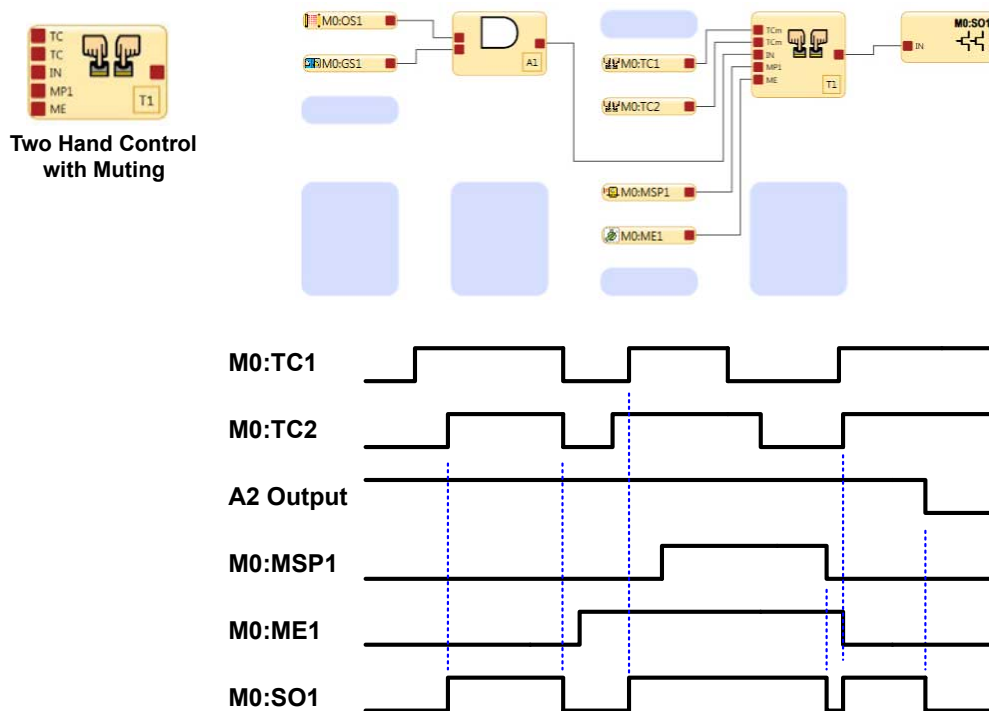 TC
TC
IN
MP1
ME
T1
Two Hand Control
with Muting
M0:OS1
M0:GS1
A1
M0:TC1
M0:TC2
M0:MSP1
M0:ME1
TCm
TCm
IN
MP1
ME
T1
M0:SO1
IN
M0:TC1
M0:TC2
A2 Output
M0:MSP1
M0:ME1
M0:SO1